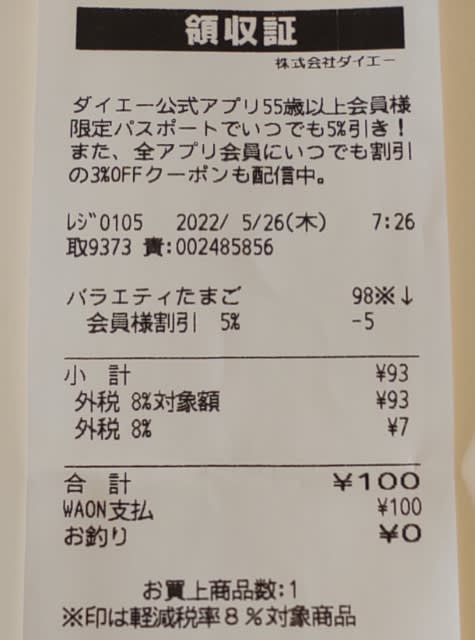 領収証
株式会社ダイエー
ダイエー公式アプリ55歳以上会員様
限定パスポートでいつでも5%引き！
また、全アプリ会員にいつでも割引
の3%OFFクーポンも配信中。
ﾚｼﾞ0105 2022/ 5/26(木) 7:26
取9373 責:002485856
バラエティたまご 98※↓
会員様割引 5% -5
小 計 ¥93
外税 8%対象額 ¥93
外税 8% ¥7
合 計 ¥100
WAON支払 ¥100
お釣り ¥0
お買上商品数:1
※印は軽減税率８％対象商品